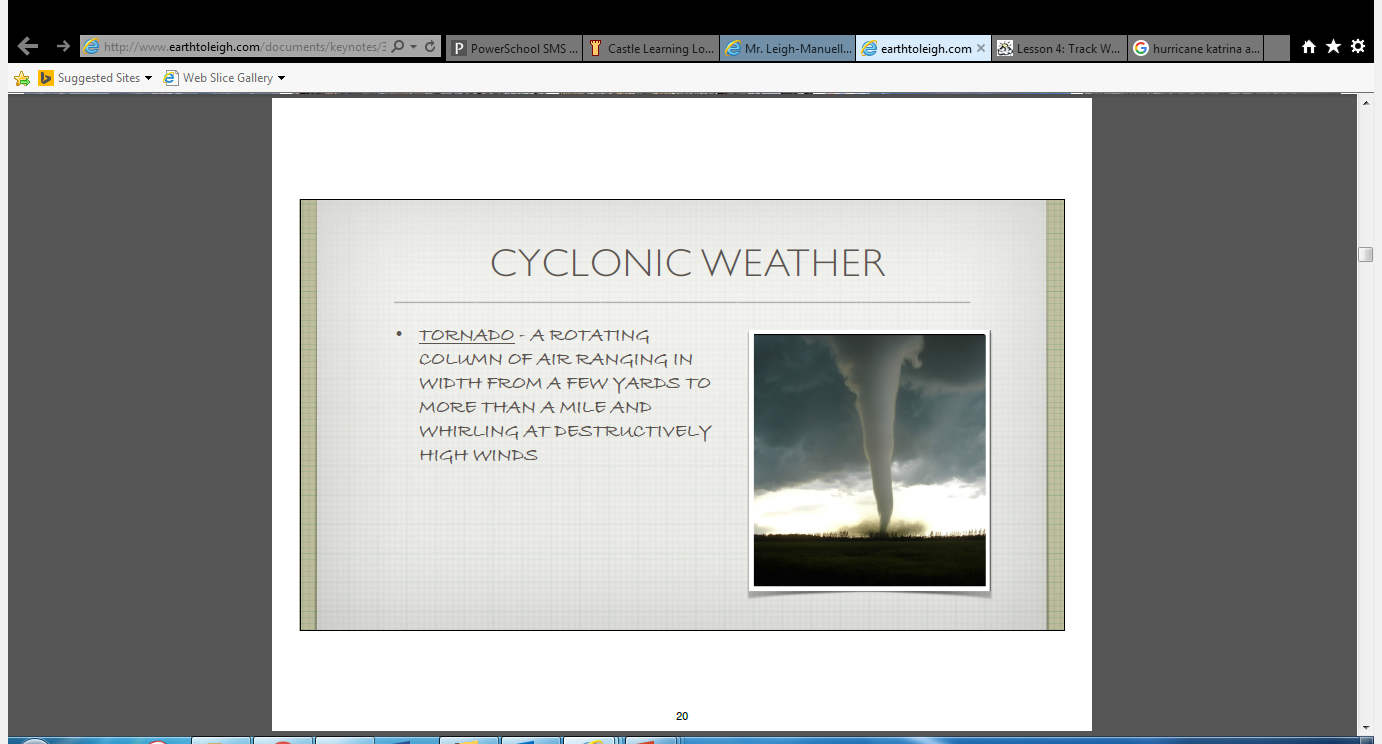 http://www.earthtoleigh.com/documents/keynotes/3
PowerSchool SMS ...
Castle Learning Lo...
Mr. Leigh-Manuell...
earthtoleigh.com
Lesson 4: Track W...
hurricane katrina a...
Suggested Sites
Web Slice Gallery
CYCLONIC WEATHER
• TORNADO - A ROTATING
COLUMN OF AIR RANGING IN
WIDTH FROM A FEW YARDS TO
MORE THAN A MILE AND
WHIRLING AT DESTRUCTIVELY
HIGH WINDS
20